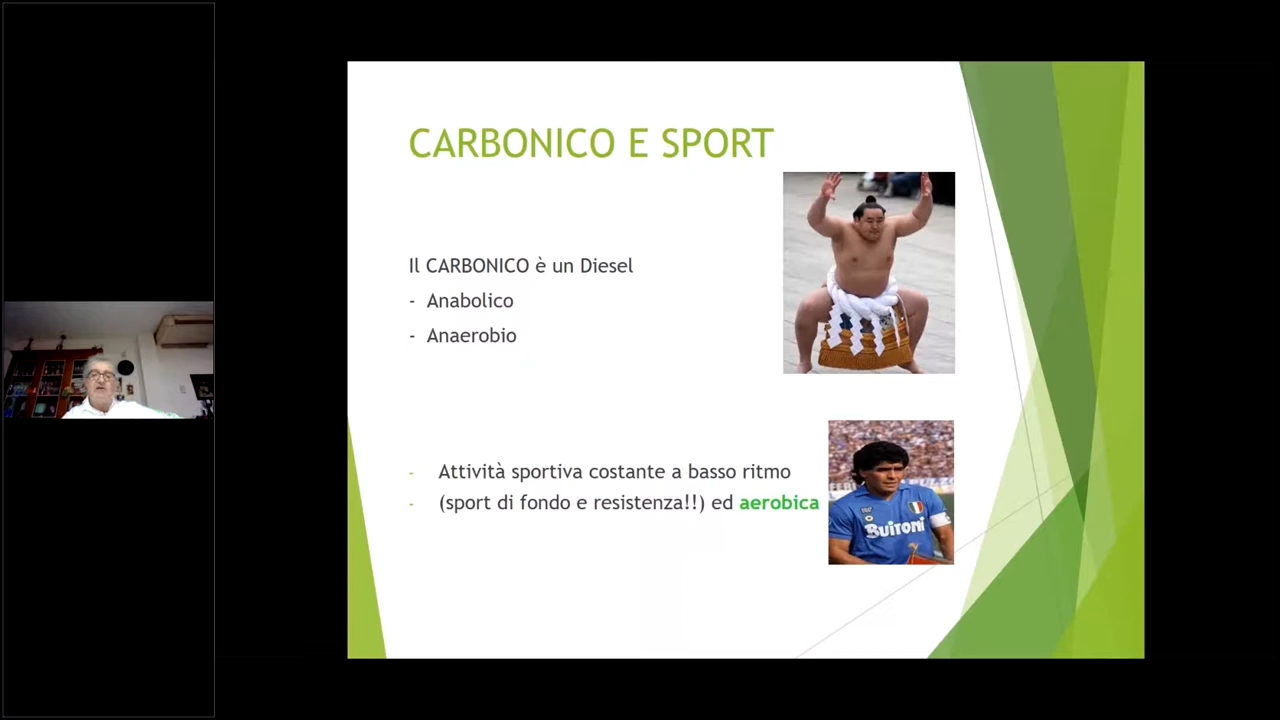 CARBONICO E SPORT
Il CARBONICO è un Diesel
- Anabolico
- Anaerobio
- Attività sportiva costante a basso ritmo
- (sport di fondo e resistenza!!) ed aerobica
Buitoni